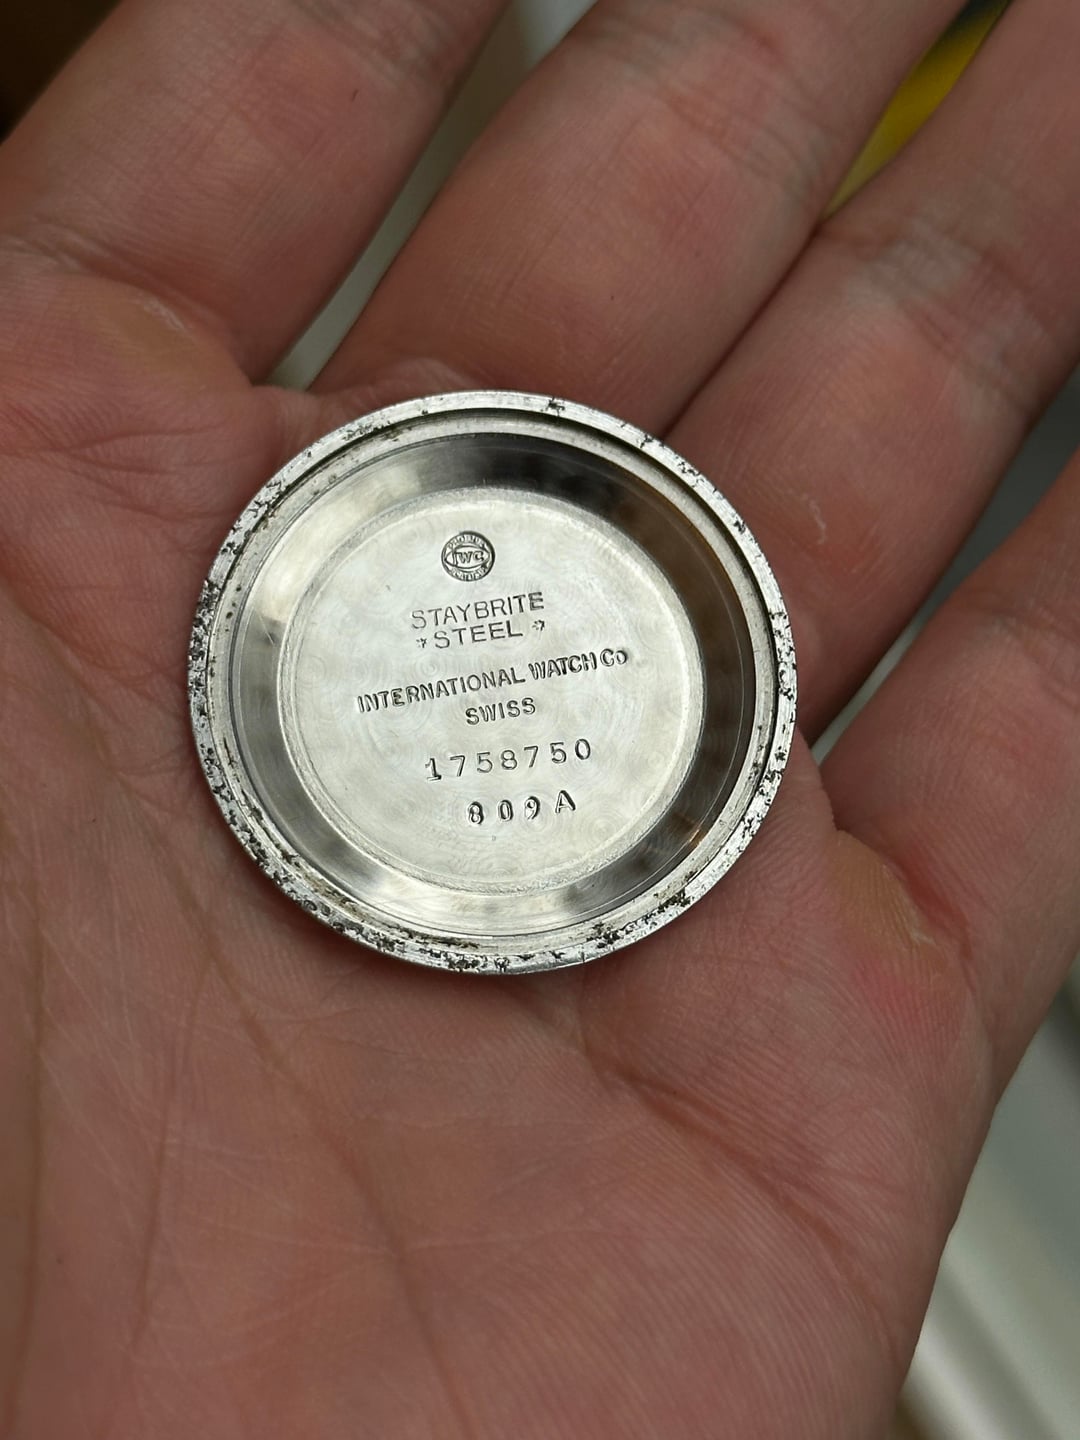 IWC
STAYBRITE
*STEEL*
INTERNATIONAL WATCH Co
SWISS
1758750
809A